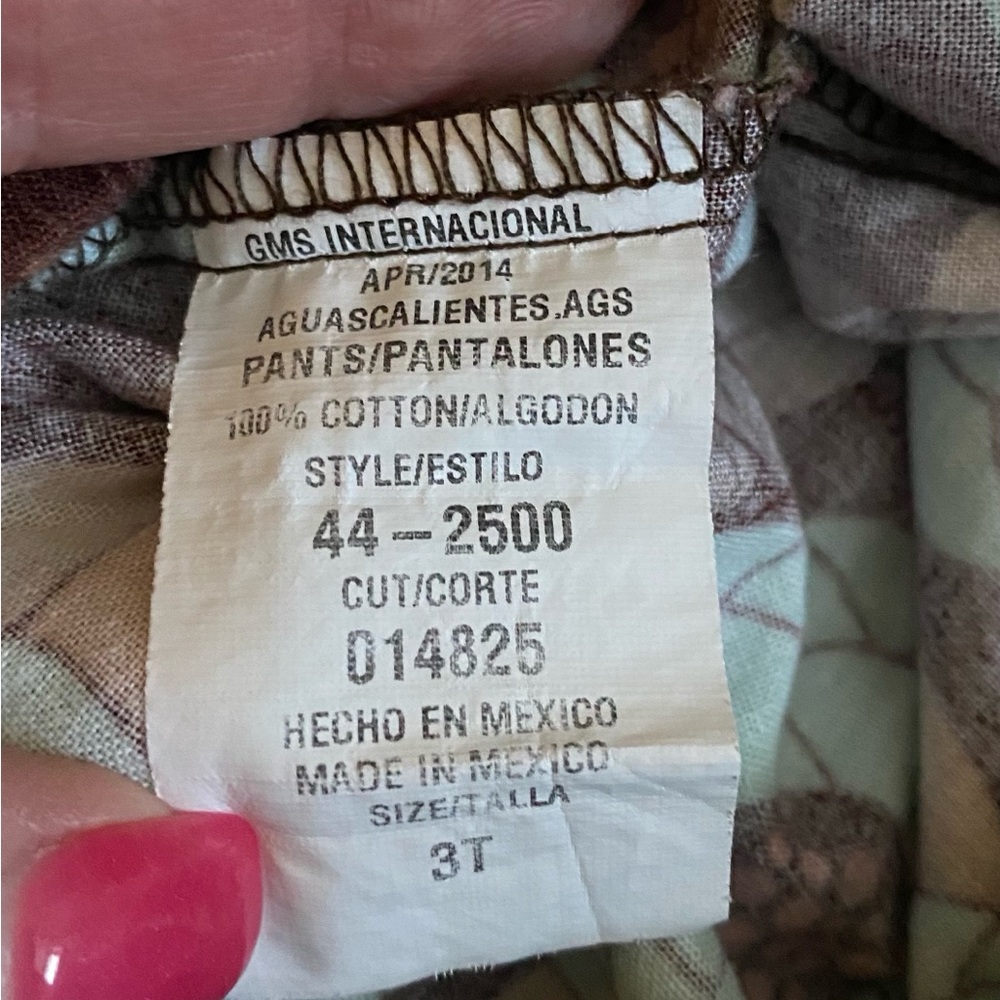 GMS INTERNACIONAL
APR/2014
AGUASCALIENTES.AGS
PANTS/PANTALONES
100% COTTON/ALGODON
STYLE/ESTILO
44-2500
CUT/CORTE
014825
HECHO EN MEXICO
MADE IN MEXICO
SIZE/TALLA
3T